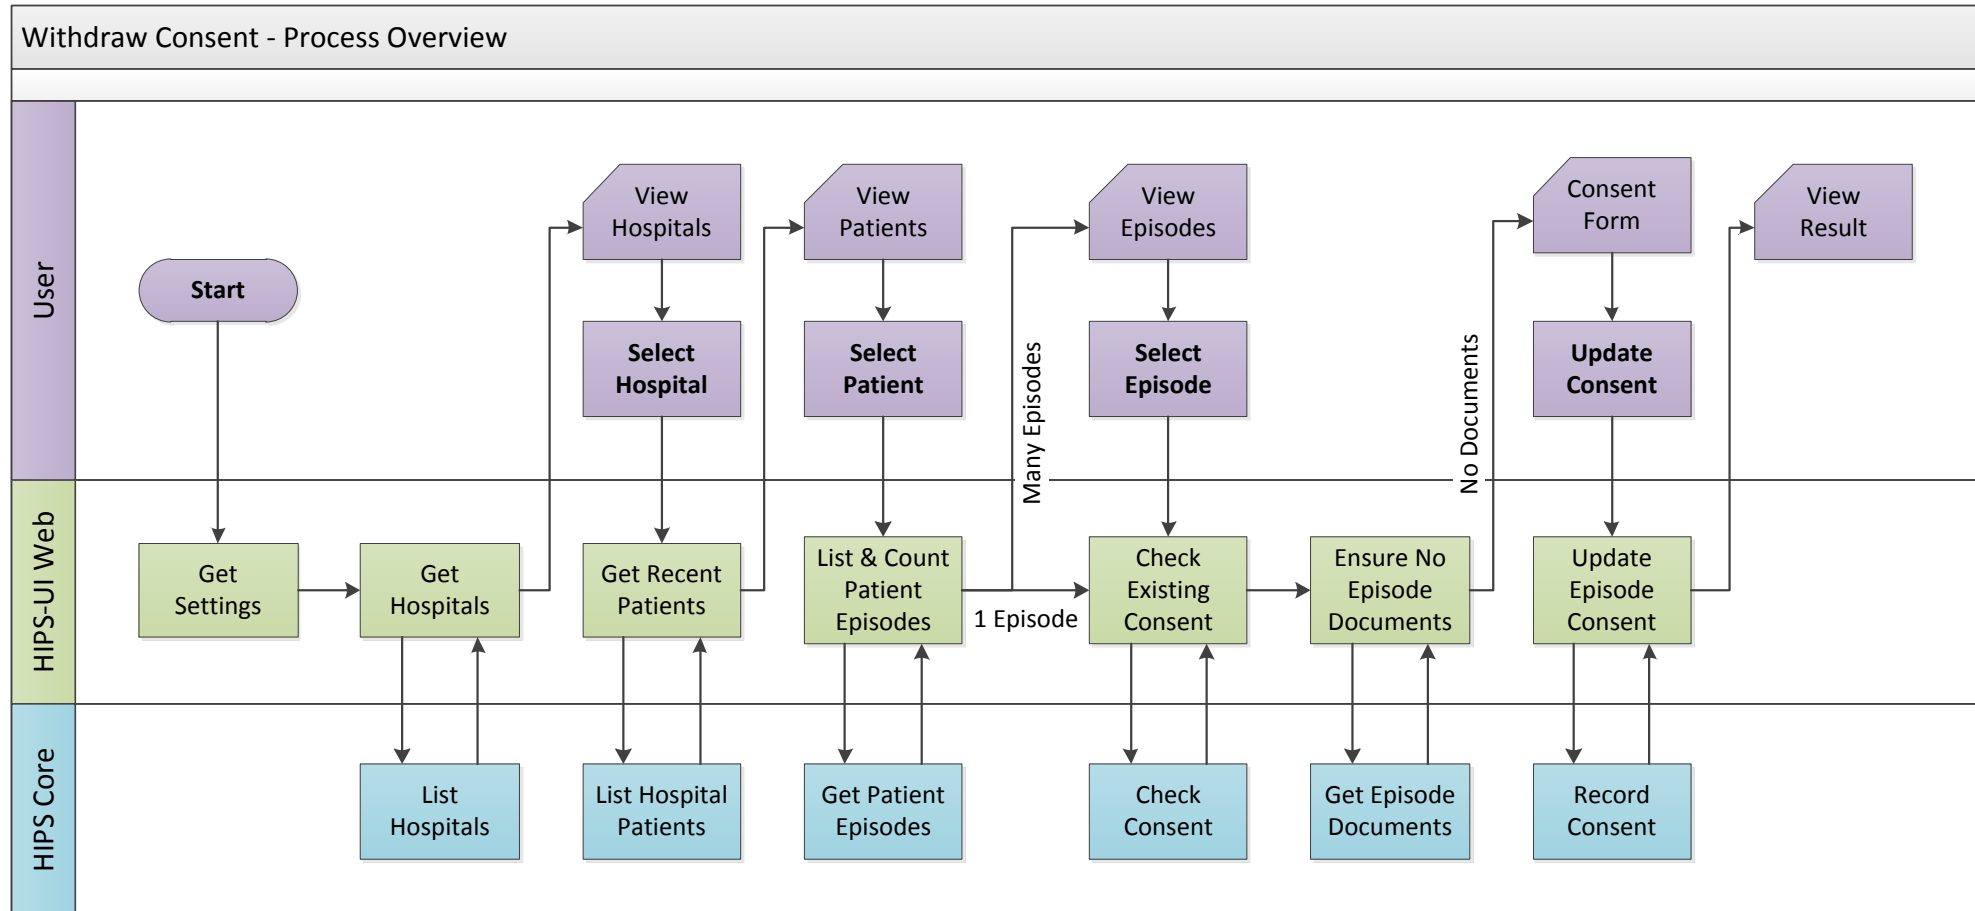 Withdraw Consent - Process Overview
User
View
Hospitals
View
Patients
View
Episodes
Consent
Form
View
Result
Start
Select
Hospital
Select
Patient
Many Episodes
Select
Episode
No Documents
Update
Consent
HIPS-UI Web
Get
Settings
Get
Hospitals
Get Recent
Patients
List & Count
Patient
Episodes
1 Episode
Check
Existing
Consent
Ensure No
Episode
Documents
Update
Episode
Consent
HIPS Core
List
Hospitals
List Hospital
Patients
Get Patient
Episodes
Check
Consent
Get Episode
Documents
Record
Consent